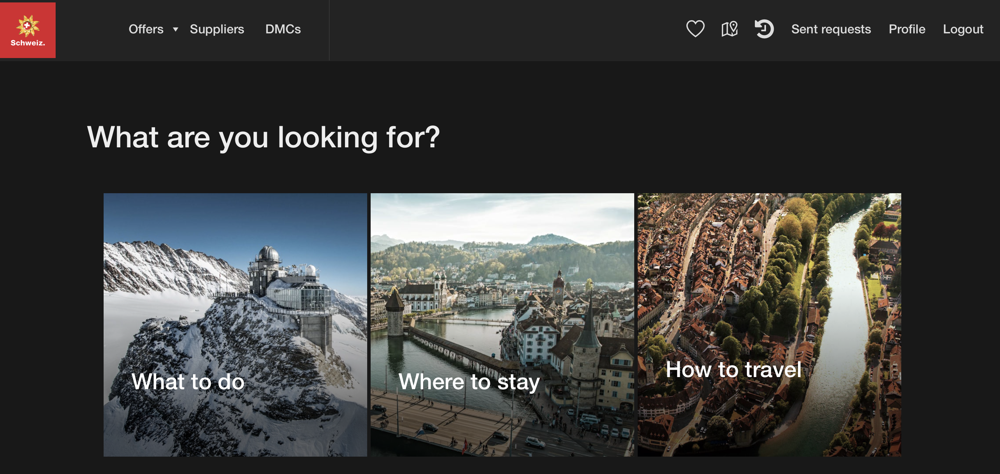 Schweiz.
Offers
Suppliers
DMCs
Sent requests
Profile
Logout
What are you looking for?
What to do
Where to stay
How to travel